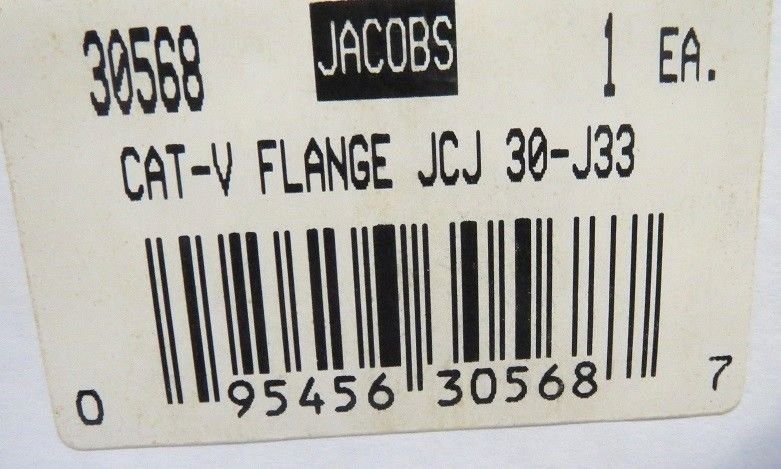 30568 JACOBS 1 EA.
CAT-V FLANGE JCJ 30-J33
0 95456 30568 7